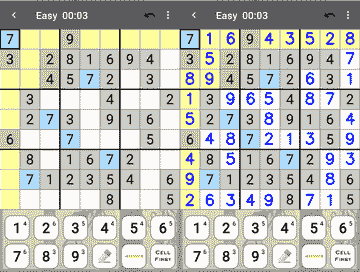 Easy 00:03 Easy 00:03
7 9 7 1 6 9 4 3 5 2 8
3 2 8 1 6 9 4 3 5 2 8 1 6 9 4 7
4 5 7 2 3 8 9 4 5 7 2 6 3 1
3 4 2 1 3 9 6 5 4 8 7 2
2 7 3 9 1 6 5 2 7 3 8 9 1 6 4
6 7 5 6 4 8 7 2 1 3 5 9
8 1 6 7 2 4 8 5 1 6 7 2 9 3
7 1 2 3 5 4 6 9 7 1 2 3 5 4 8 6
8 5 2 6 3 4 9 8 7 1 5
1 2 3 4 5 6 1 2 3 4 5 6
7 8 9 CELL FIRST 7 8 9 CELL FIRST